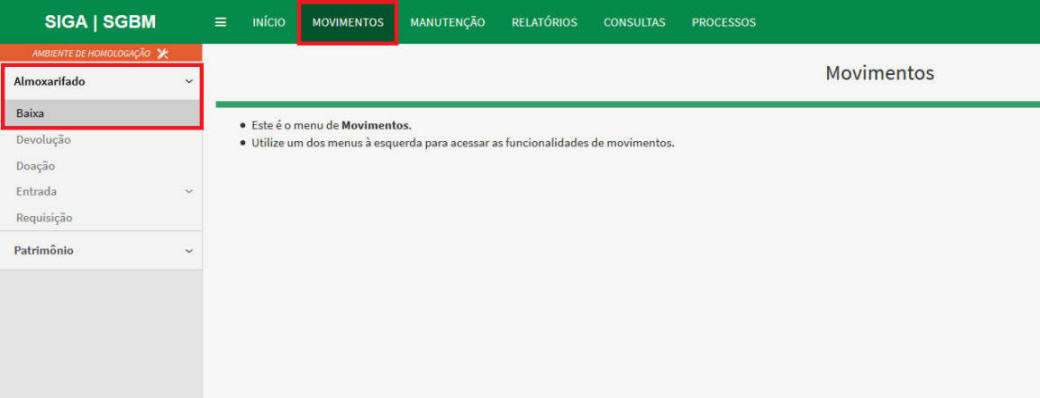 SIGA | SGBM
INÍCIO MOVIMENTOS MANUTENÇÃO RELATÓRIOS CONSULTAS PROCESSOS
AMBIENTE DE HOMOLOGAÇÃO
Almoxarifado
Baixa
Devolução
Doação
Entrada
Requisição
Patrimônio
Movimentos
• Este é o menu de Movimentos.
• Utilize um dos menus à esquerda para acessar as funcionalidades de movimentos.